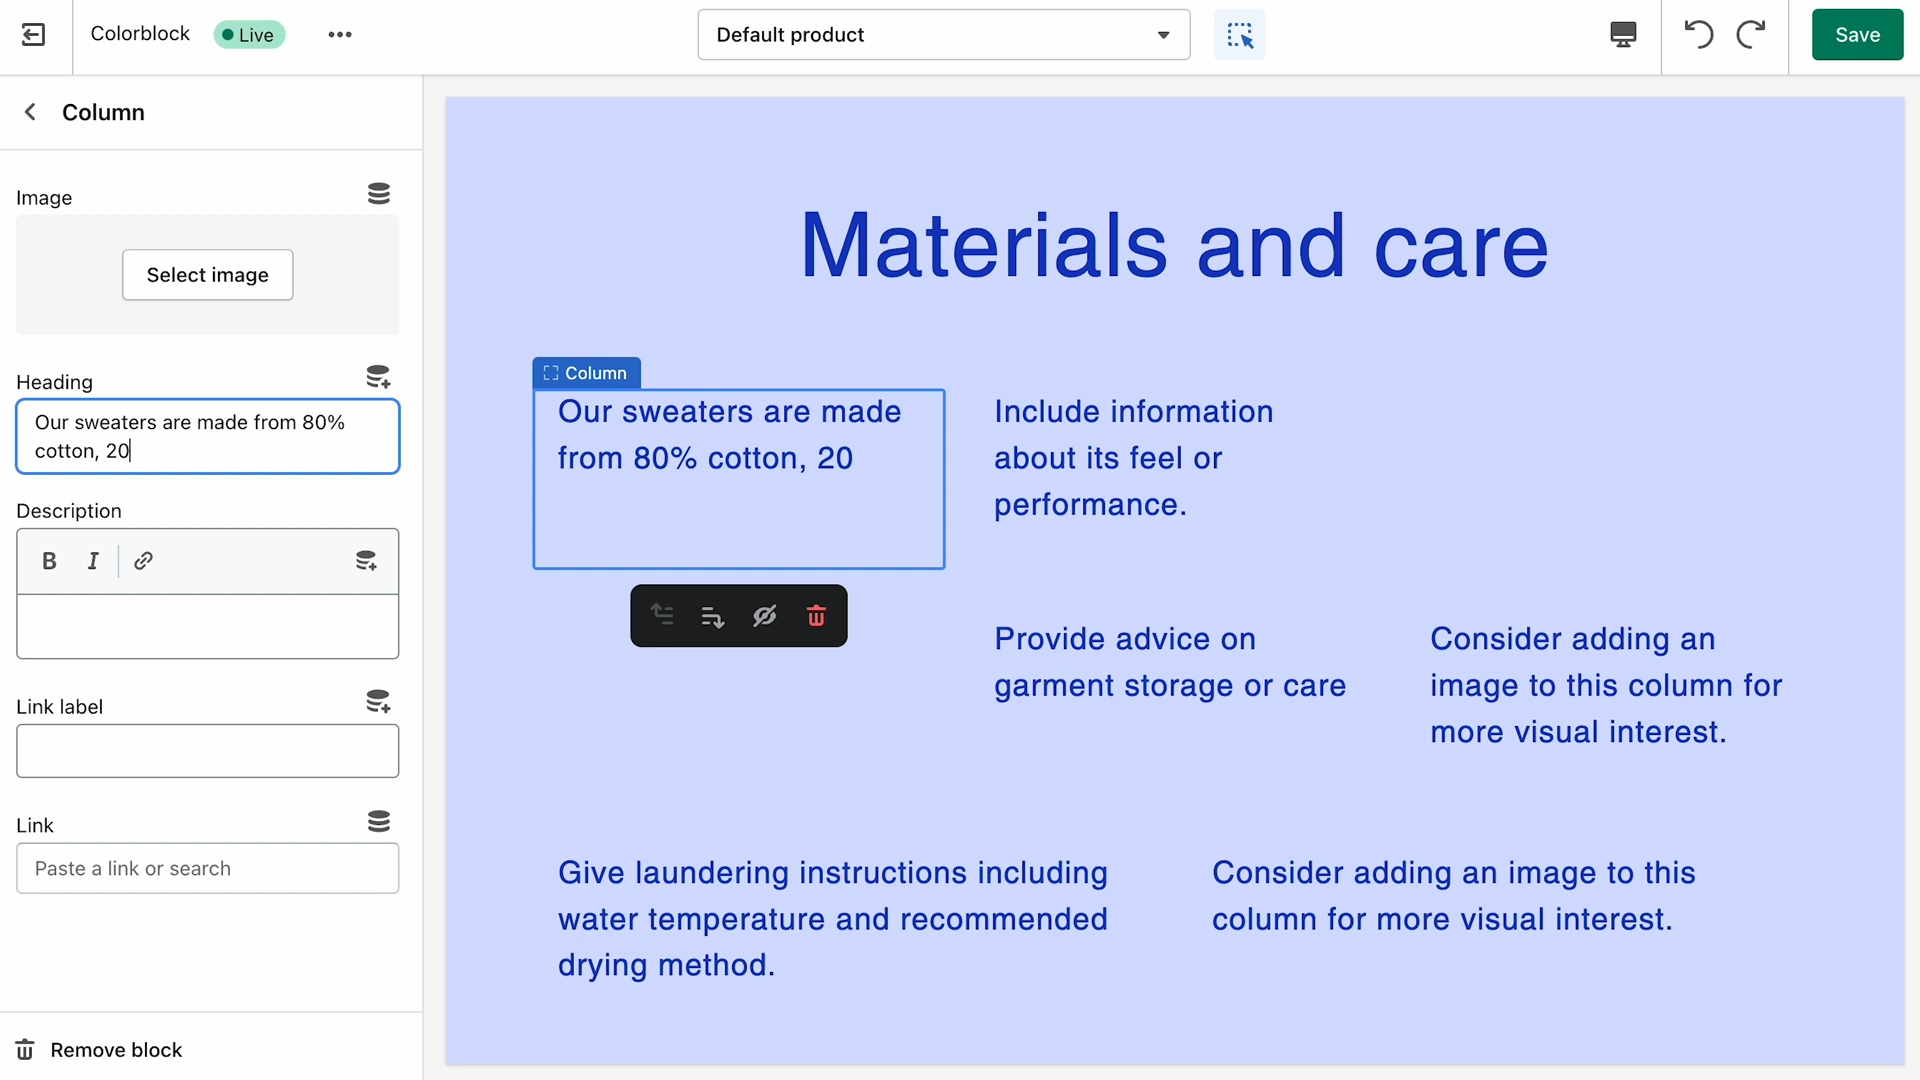 Colorblock
Live
Default product
Save
Column
Image
Select image
Heading
Our sweaters are made from 80%
cotton, 20
Description
B I
Link label
Link
Paste a link or search
Remove block
Materials and care
Column
Our sweaters are made
from 80% cotton, 20
Include information
about its feel or
performance.
Provide advice on
garment storage or care
Consider adding an
image to this column for
more visual interest.
Give laundering instructions including
water temperature and recommended
drying method.
Consider adding an image to this
column for more visual interest.